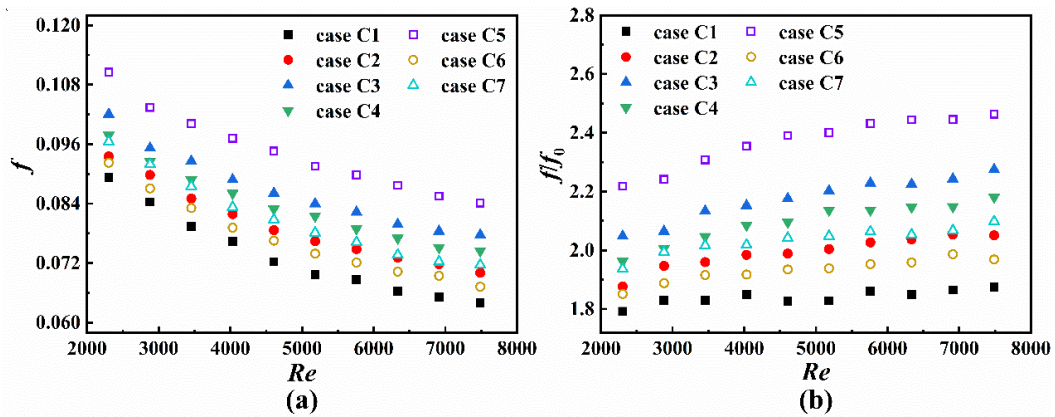 0.120
0.108
0.096
0.084
0.072
0.060
f
case C1
case C2
case C3
case C4
case C5
case C6
case C7
2000 3000 4000 5000 6000 7000 8000
Re
(a)
2.8
2.6
2.4
2.2
2.0
1.8
f/f0
case C1
case C2
case C3
case C4
case C5
case C6
case C7
2000 3000 4000 5000 6000 7000 8000
Re
(b)